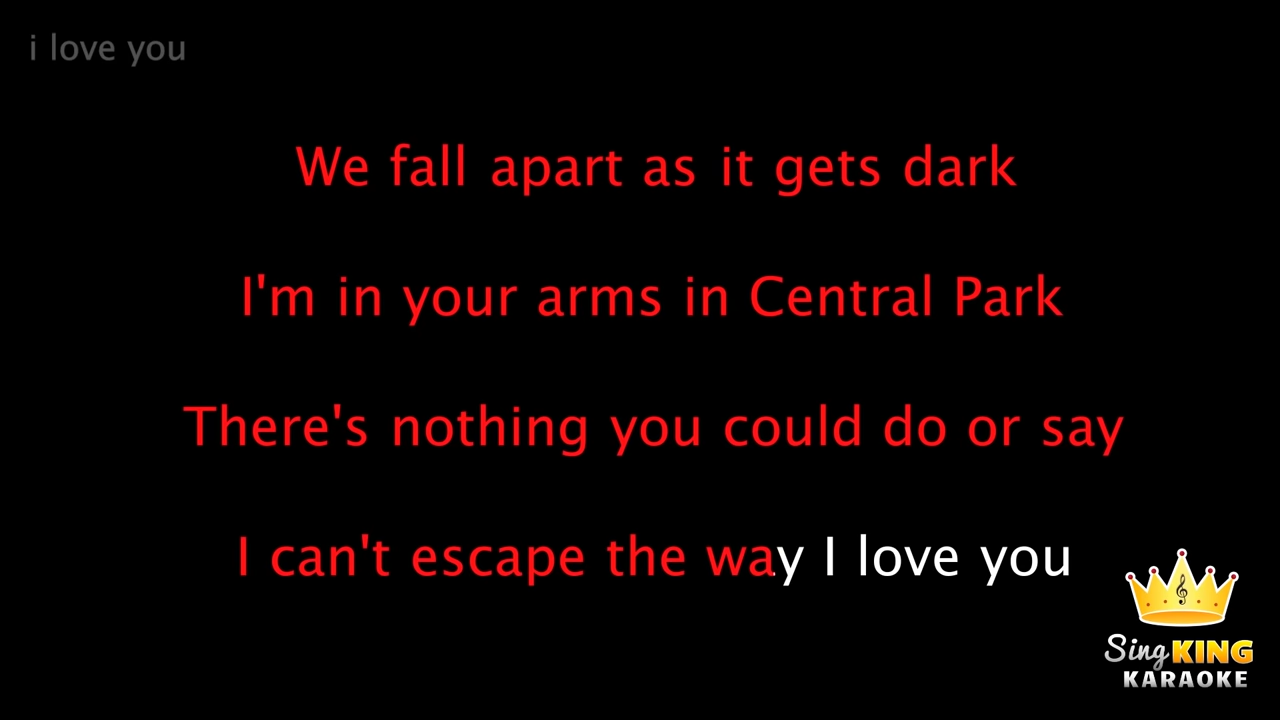 i love you
We fall apart as it gets dark
I'm in your arms in Central Park
There's nothing you could do or say
I can't escape the way I love you
Sing KING
KARAOKE